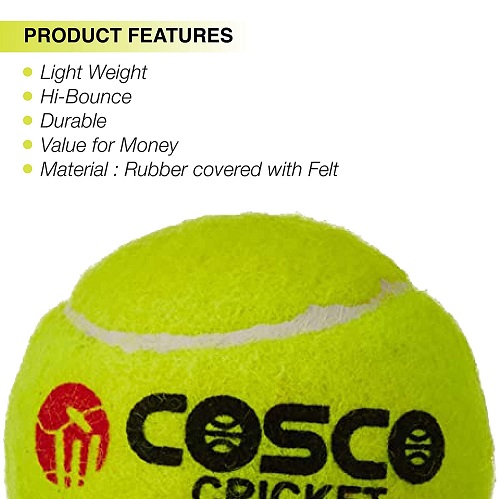 PRODUCT FEATURES
Light Weight
Hi-Bounce
Durable
Value for Money
Material : Rubber covered with Felt
COSCO
CRICKET